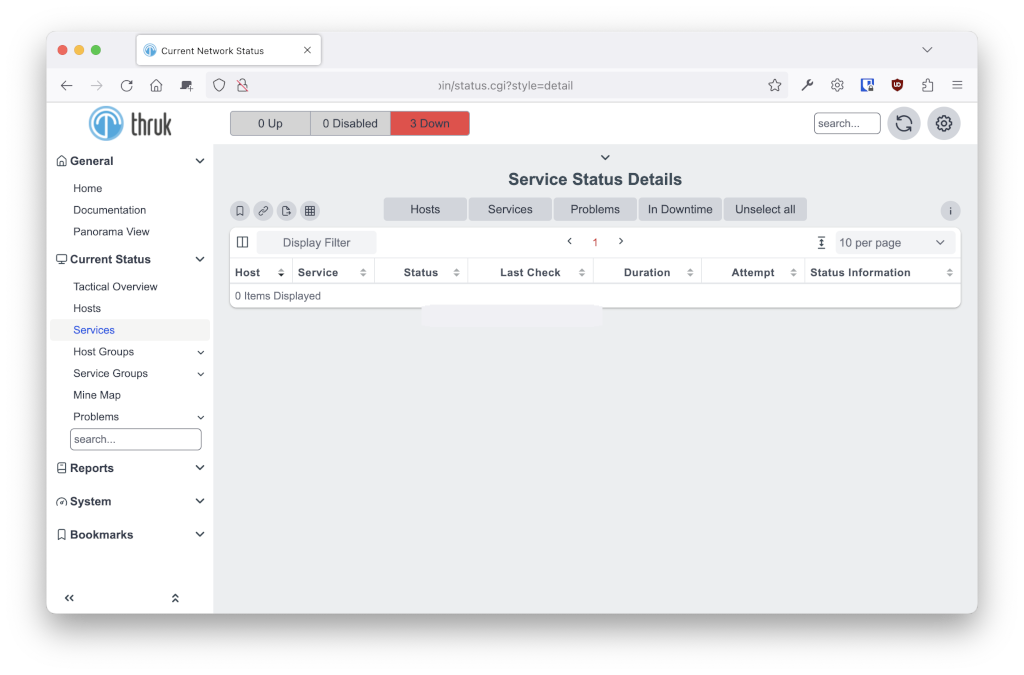 Current Network Status
bin/status.cgi?style=detail
thruk
0 Up
0 Disabled
3 Down
search...
General
Home
Documentation
Panorama View
Current Status
Tactical Overview
Hosts
Services
Host Groups
Service Groups
Mine Map
Problems
search...
Reports
System
Bookmarks
Service Status Details
Hosts
Services
Problems
In Downtime
Unselect all
i
Display Filter
1
10 per page
Host
Service
Status
Last Check
Duration
Attempt
Status Information
0 Items Displayed